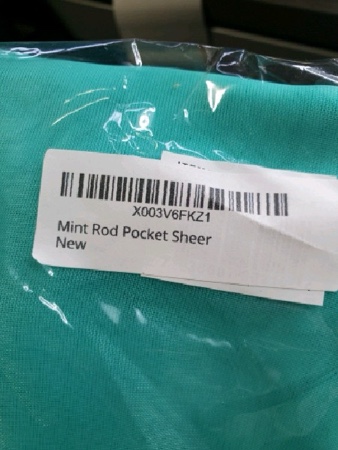 X003V6FKZ1
Mint Rod Pocket Sheer
New